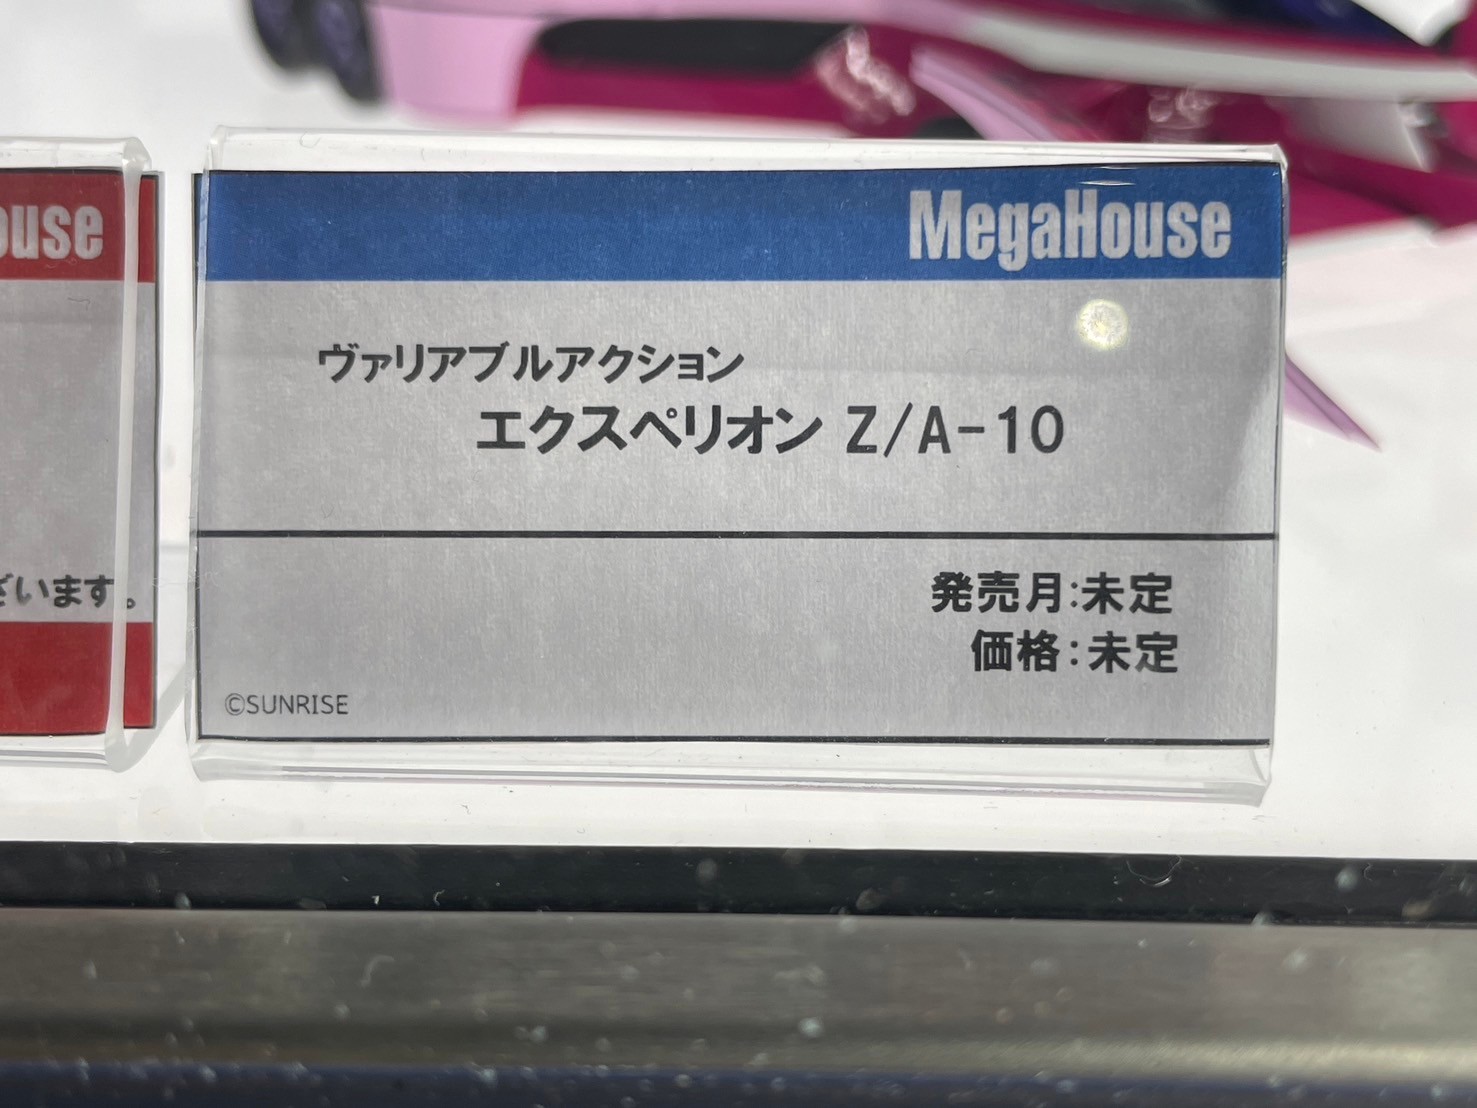 ouse
ざいます。
MegaHouse
ヴァリアブルアクション
エクスペリオン Z/A-10
発売月:未定
価格:未定
©SUNRISE